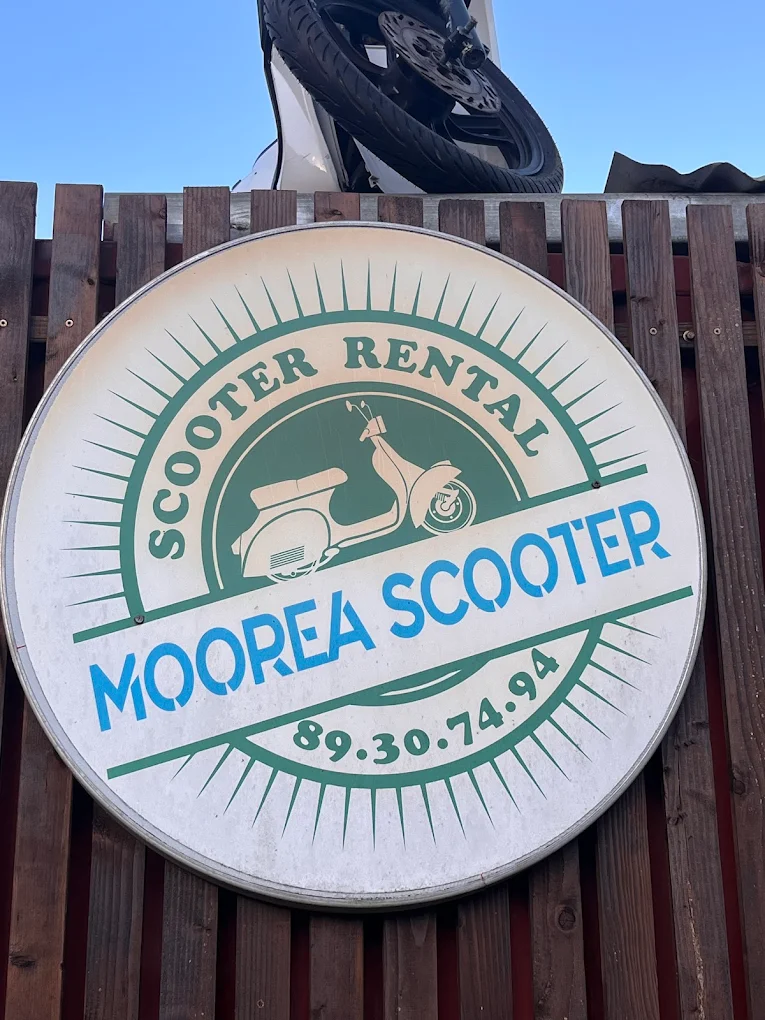 SCOOTER RENTAL
MOOREA SCOOTER
89.30.74.94